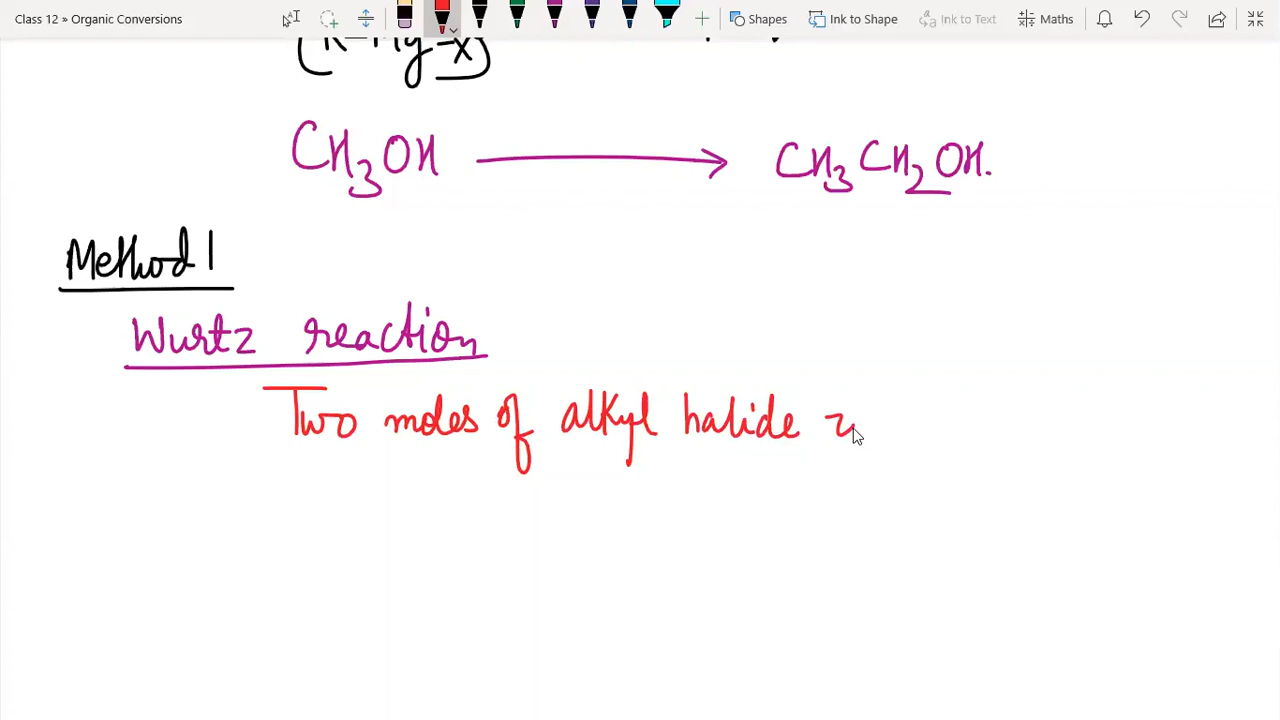 Class 12 » Organic Conversions
Shapes
Ink to Shape
Ink to Text
Maths
(R-Mg-X)
CH₃OH ⟶ CH₃CH₂OH.
Method 1
Wurtz reaction
Two moles of alkyl halide